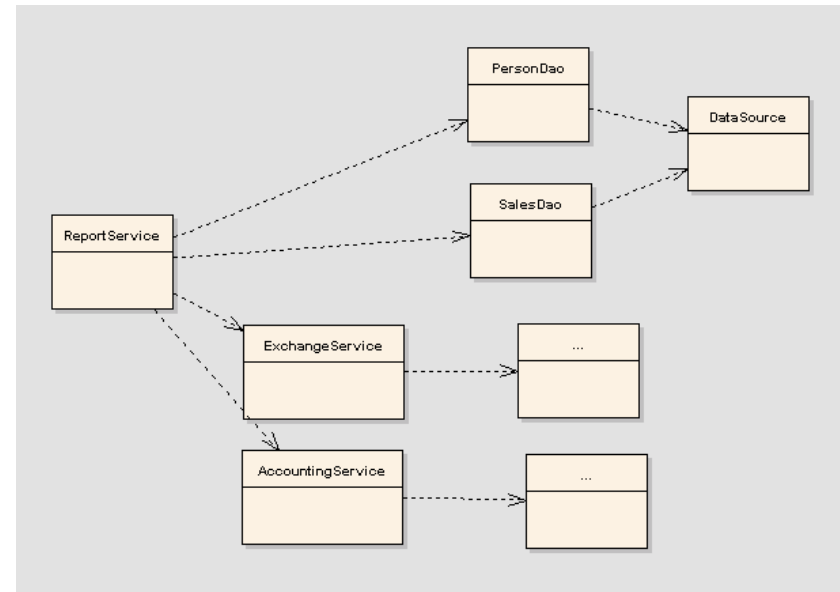 PersonDao
DataSource
SalesDao
ReportService
ExchangeService
...
AccountingService
...